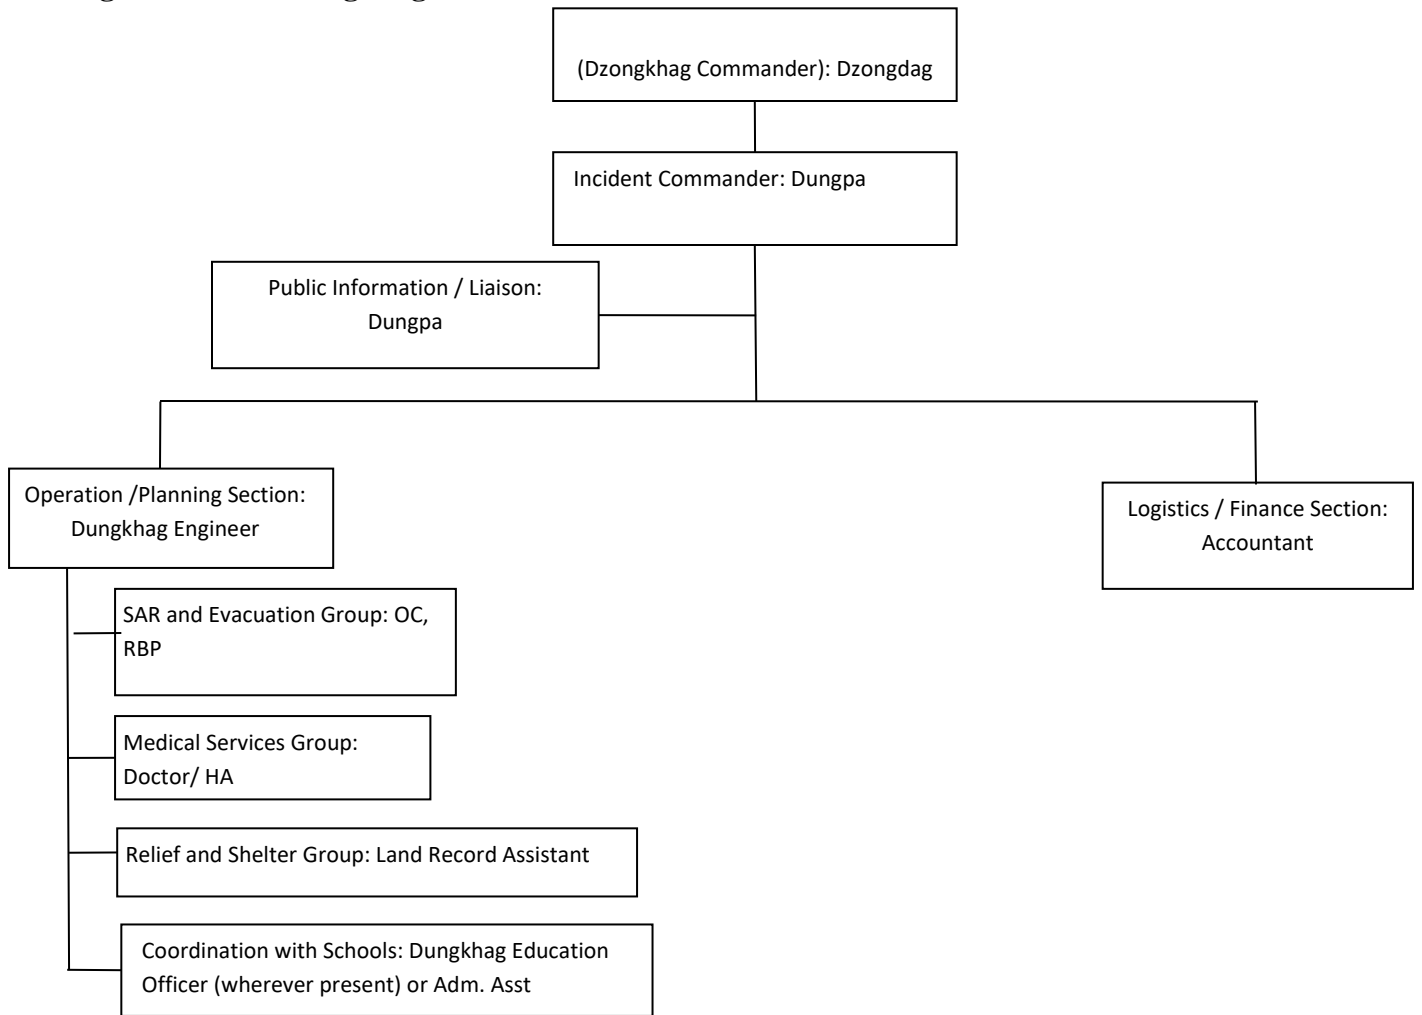 (Dzongkhag Commander): Dzongdag
Incident Commander: Dungpa
Public Information / Liaison:
Dungpa
Operation /Planning Section:
Dungkhag Engineer
Logistics / Finance Section:
Accountant
SAR and Evacuation Group: OC,
RBP
Medical Services Group:
Doctor/ HA
Relief and Shelter Group: Land Record Assistant
Coordination with Schools: Dungkhag Education
Officer (wherever present) or Adm. Asst